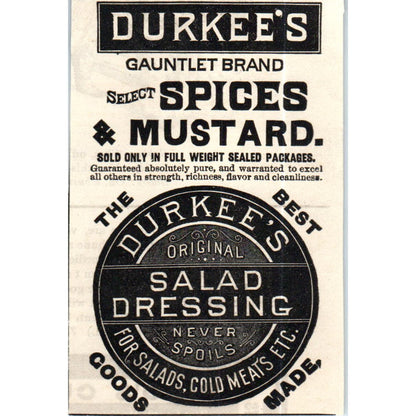 DURKEE'S
GAUNTLET BRAND
SELECT SPICES
& MUSTARD.
SOLD ONLY IN FULL WEIGHT SEALED PACKAGES.
Guaranteed absolutely pure, and warranted to excel
all others in strength, richness, flavor and cleanliness.
THE BEST
DURKEE'S
ORIGINAL
SALAD
DRESSING
NEVER
SPOILS
FOR SALADS, COLD MEATS, ETC.
GOODS MADE,